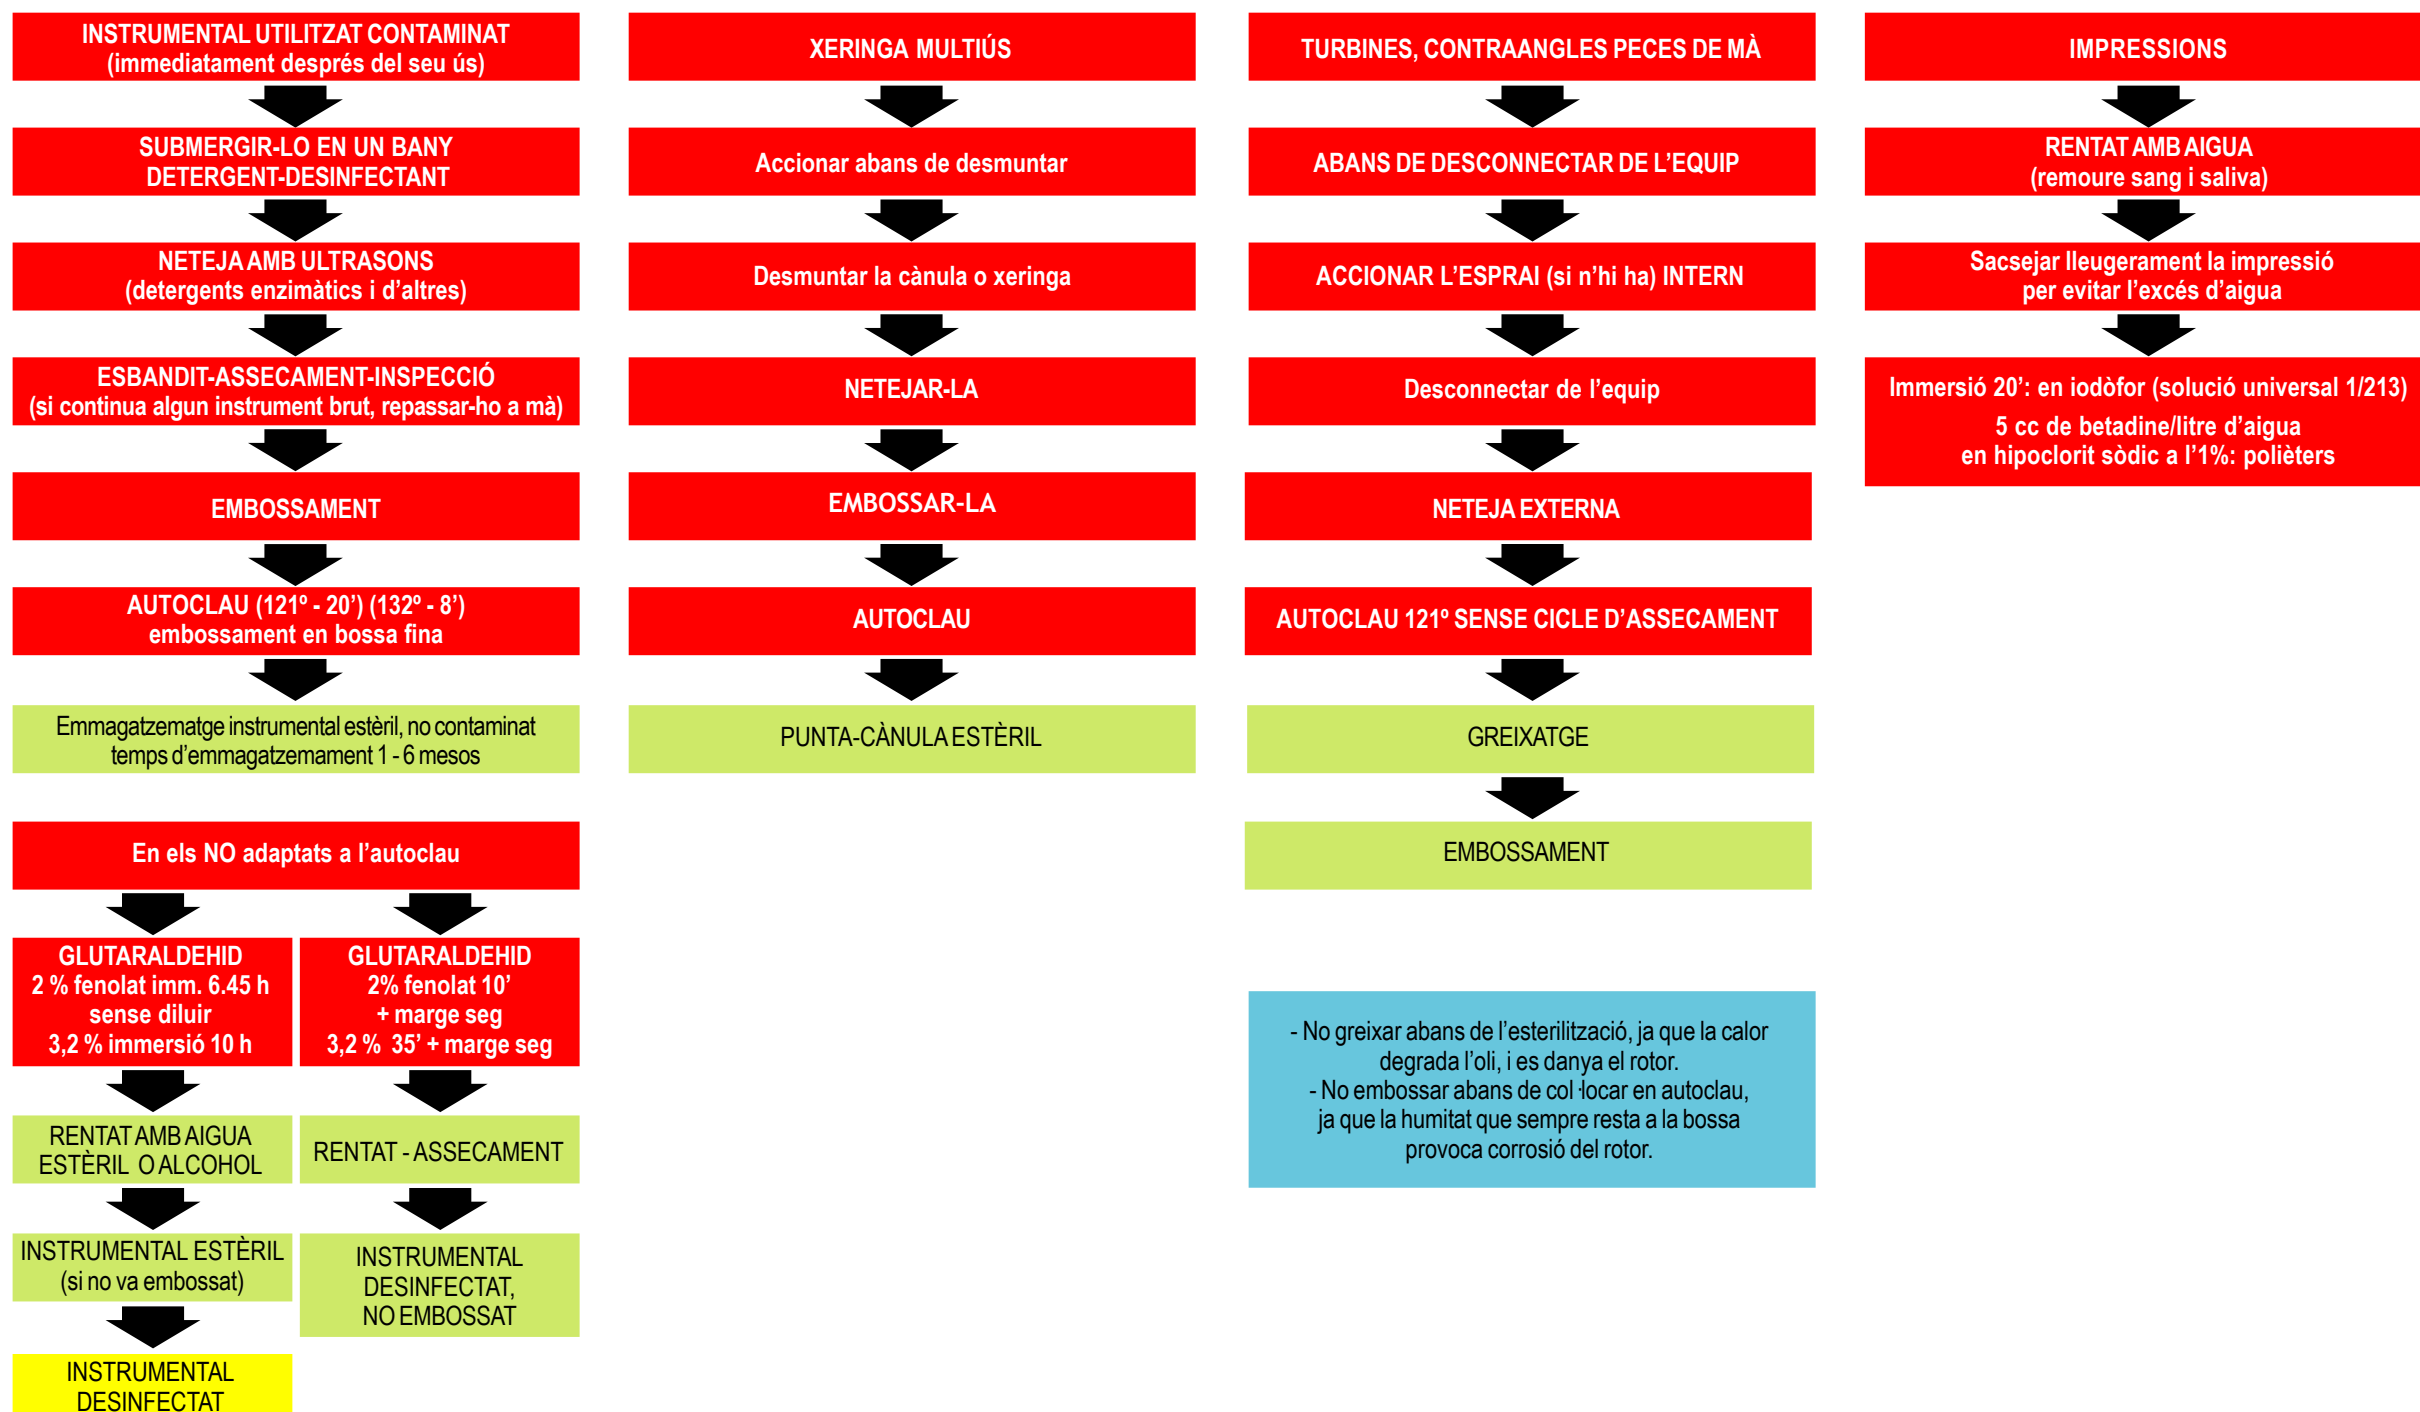 INSTRUMENTAL UTILITZAT CONTAMINAT
(immediatament després del seu ús)
SUBMERGIR-LO EN UN BANY
DETERGENT-DESINFECTANT
NETEJA AMB ULTRASONS
(detergents enzimàtics i d'altres)
ESBANDIT-ASSECAMENT-INSPECCIÓ
(si continua algun instrument brut, repassar-ho a mà)
EMBOSSAMENT
AUTOCLAU (121º - 20') (132º - 8')
embossament en bossa fina
Emmagatzematge instrumental estèril, no contaminat
temps d'emmagatzemament 1 - 6 mesos
En els NO adaptats a l'autoclau
GLUTARALDEHID
2 % fenolat imm. 6.45 h
sense diluir
3,2 % immersió 10 h
RENTAT AMB AIGUA
ESTÈRIL O ALCOHOL
INSTRUMENTAL ESTÈRIL
(si no va embossat)
INSTRUMENTAL
DESINFECTAT
GLUTARALDEHID
2% fenolat 10'
+ marge seg
3,2 % 35' + marge seg
RENTAT - ASSECAMENT
INSTRUMENTAL
DESINFECTAT,
NO EMBOSSAT
XERINGA MULTIÚS
Accionar abans de desmuntar
Desmuntar la cànula o xeringa
NETEJAR-LA
EMBOSSAR-LA
AUTOCLAU
PUNTA-CÀNULA ESTÈRIL
TURBINES, CONTRAANGLES PECES DE MÀ
ABANS DE DESCONNECTAR DE L'EQUIP
ACCIONAR L'ESPRAI (si n'hi ha) INTERN
Desconnectar de l'equip
NETEJA EXTERNA
AUTOCLAU 121º SENSE CICLE D'ASSECAMENT
GREIXATGE
EMBOSSAMENT
- No greixar abans de l'esterilització, ja que la calor
degrada l'oli, i es danya el rotor.
- No embossar abans de col·locar en autoclau,
ja que la humitat que sempre resta a la bossa
provoca corrosió del rotor.
IMPRESSIONS
RENTAT AMB AIGUA
(remoure sang i saliva)
Sacsejar lleugerament la impressió
per evitar l'excés d'aigua
Immersió 20': en iodòfor (solució universal 1/213)
5 cc de betadine/litre d'aigua
en hipoclorit sòdic a l'1%: polièters